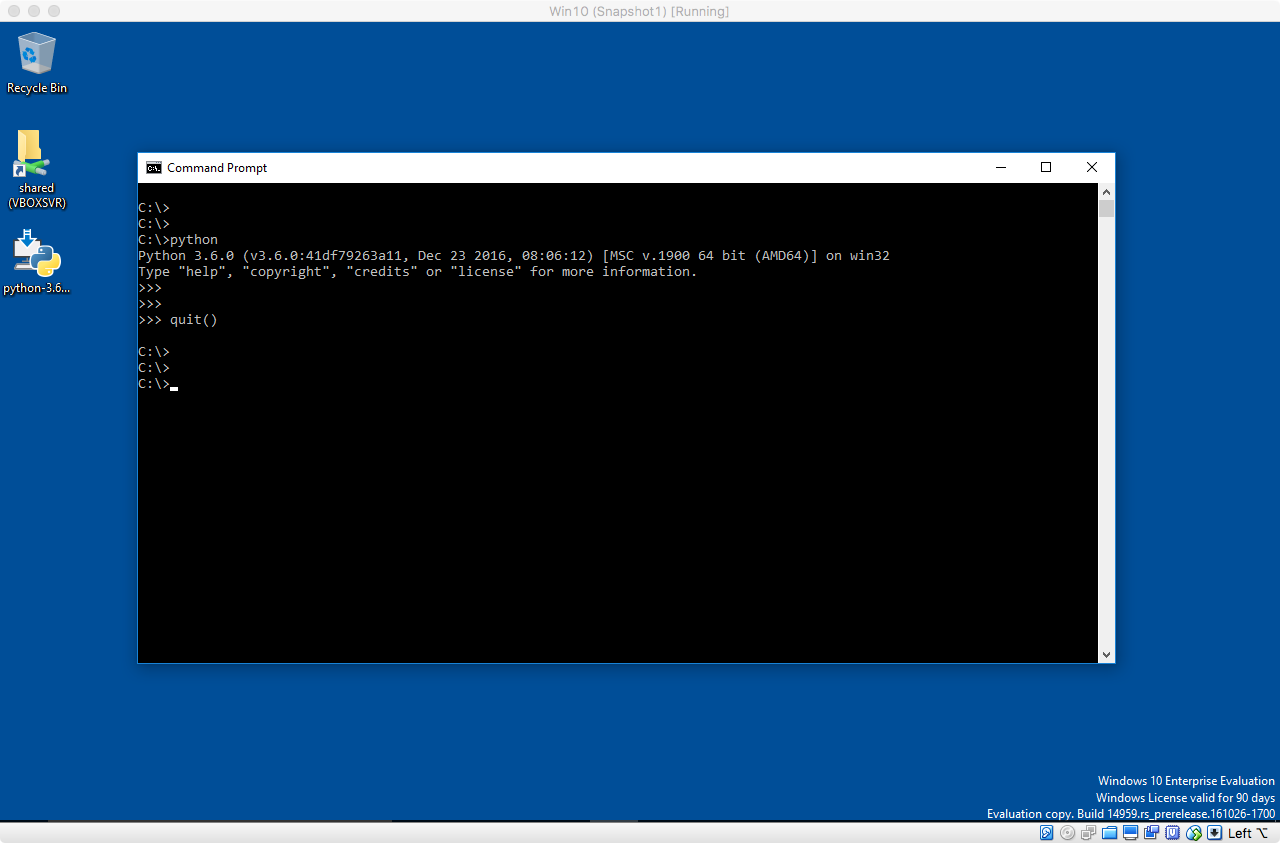 Win10 (Snapshot1) [Running]
Recycle Bin
shared
(VBOXSVR)
python-3.6...
Command Prompt
C:\>
C:\>
C:\>python
Python 3.6.0 (v3.6.0:41df79263a11, Dec 23 2016, 08:06:12) [MSC v.1900 64 bit (AMD64)] on win32
Type "help", "copyright", "credits" or "license" for more information.
>>>
>>>
>>> quit()
C:\>
C:\>
C:\>
Windows 10 Enterprise Evaluation
Windows License valid for 90 days
Evaluation copy. Build 14959.rs_prerelease.161026-1700
Left ⌥